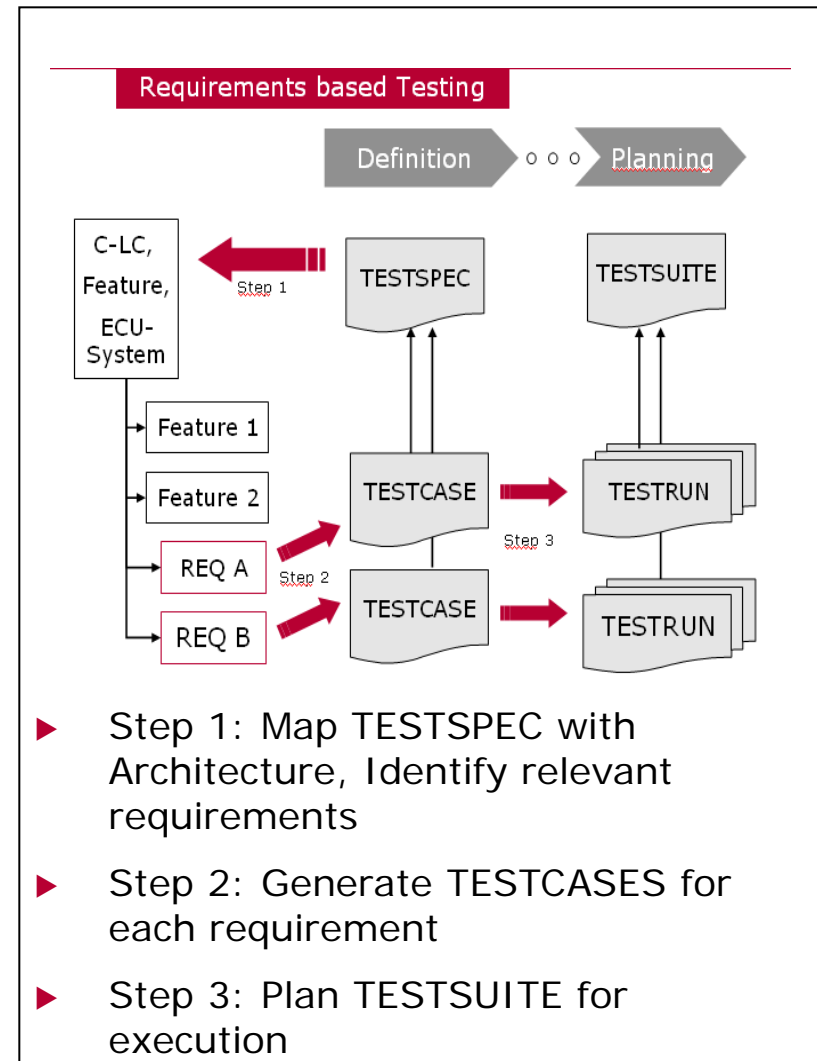 Requirements based Testing
Definition
Planning
C-LC,
Feature,
ECU-
System
Step 1
TESTSPEC
TESTSUITE
Feature 1
Feature 2
REQ A
REQ B
Step 2
TESTCASE
TESTCASE
Step 3
TESTRUN
TESTRUN
Step 1: Map TESTSPEC with
Architecture, Identify relevant
requirements
Step 2: Generate TESTCASES for
each requirement
Step 3: Plan TESTSUITE for
execution